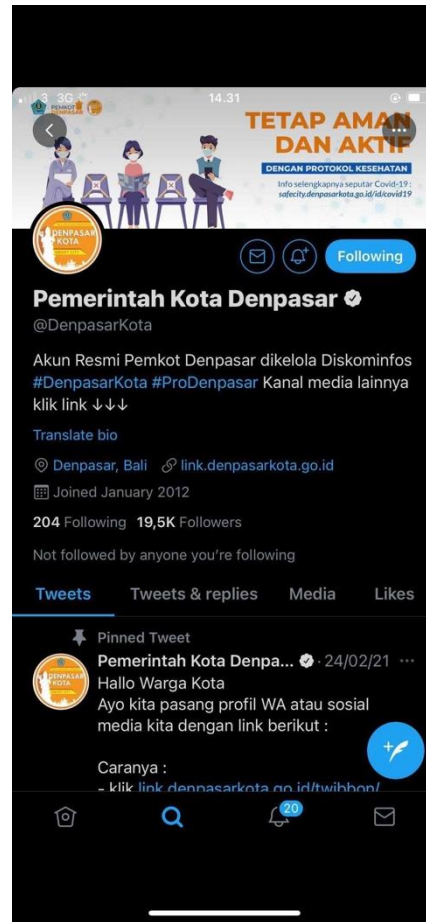 3 3G 14.31
PEMKOT
DENPASAR
TETAP AMAN
DAN AKTIF
DENGAN PROTOKOL KESEHATAN
Info selengkapnya seputar Covid-19 :
safecity.denpasarkota.go.id/id/covid19
DENPASAR
KOTA
Following
Pemerintah Kota Denpasar
@DenpasarKota
Akun Resmi Pemkot Denpasar dikelola Diskominfos
#DenpasarKota #ProDenpasar Kanal media lainnya
klik link ↓↓↓
Translate bio
Denpasar, Bali link.denpasarkota.go.id
Joined January 2012
204 Following 19,5K Followers
Not followed by anyone you're following
Tweets Tweets & replies Media Likes
Pinned Tweet
Pemerintah Kota Denpa... · 24/02/21 ···
DENPASAR
KOTA
Hallo Warga Kota
Ayo kita pasang profil WA atau sosial
media kita dengan link berikut :
Caranya :
- klik link.denpasarkota.go.id/twibbon/
20